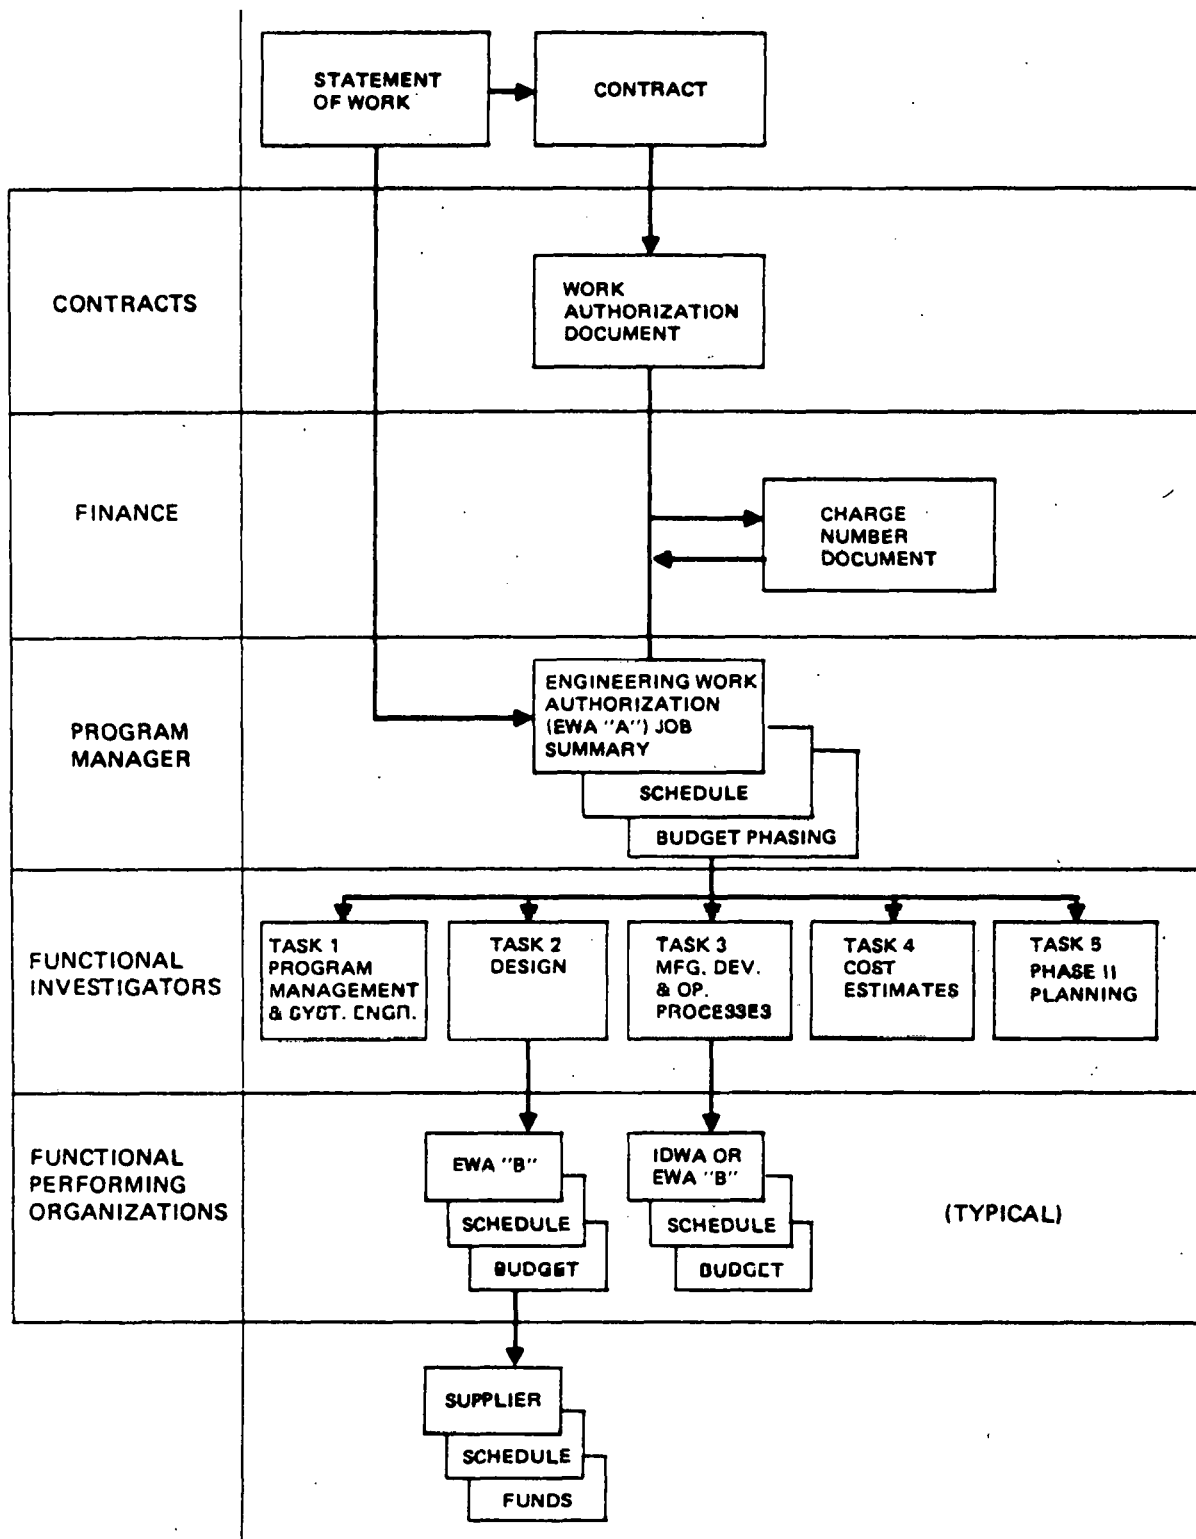 STATEMENT
OF WORK
CONTRACT
CONTRACTS
WORK
AUTHORIZATION
DOCUMENT
FINANCE
CHARGE
NUMBER
DOCUMENT
PROGRAM
MANAGER
ENGINEERING WORK
AUTHORIZATION
(EWA "A") JOB
SUMMARY
SCHEDULE
BUDGET PHASING
FUNCTIONAL
INVESTIGATORS
TASK 1
PROGRAM
MANAGEMENT
& SYST. ENGR.
TASK 2
DESIGN
TASK 3
MFG. DEV.
& OP.
PROCESSES
TASK 4
COST
ESTIMATES
TASK 5
PHASE II
PLANNING
FUNCTIONAL
PERFORMING
ORGANIZATIONS
EWA "B"
SCHEDULE
BUDGET
IDWA OR
EWA "B"
SCHEDULE
BUDGET
(TYPICAL)
SUPPLIER
SCHEDULE
FUNDS